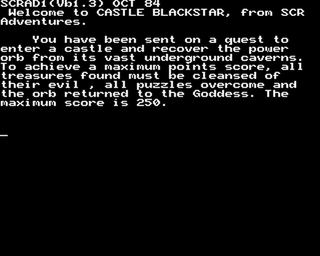 SCRAD1(Vb1.3) OCT 84
Welcome to CASTLE BLACKSTAR, from SCR
Adventures.
You have been sent on a quest to
enter a castle and recover the power
orb from its vast underground caverns.
To achieve a maximum points score, all
treasures found must be cleansed of
their evil , all puzzles overcome and
the orb returned to the Goddess. The
maximum score is 250.